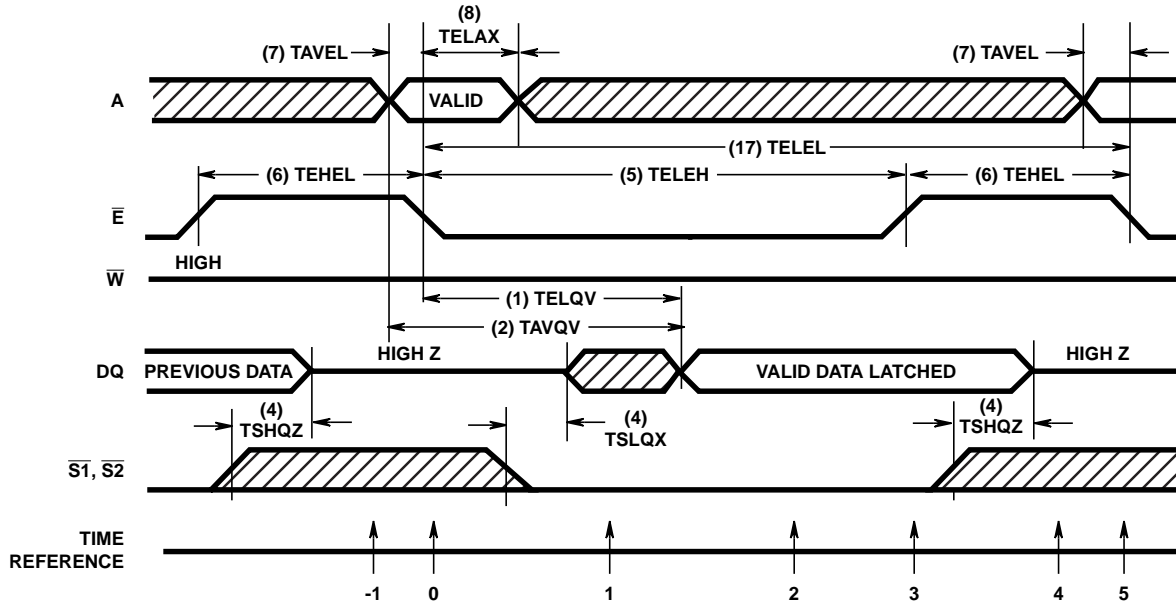 (8)
TELAX
(7) TAVEL
(7) TAVEL
A
VALID
(17) TELEL
(6) TEHEL
(5) TELEH
(6) TEHEL
E
HIGH
W
(1) TELQV
(2) TAVQV
HIGH Z
HIGH Z
DQ
PREVIOUS DATA
VALID DATA LATCHED
(4)
TSHQZ
(4)
TSLQX
(4)
TSHQZ
S1, S2
TIME
REFERENCE
-1 0 1 2 3 4 5